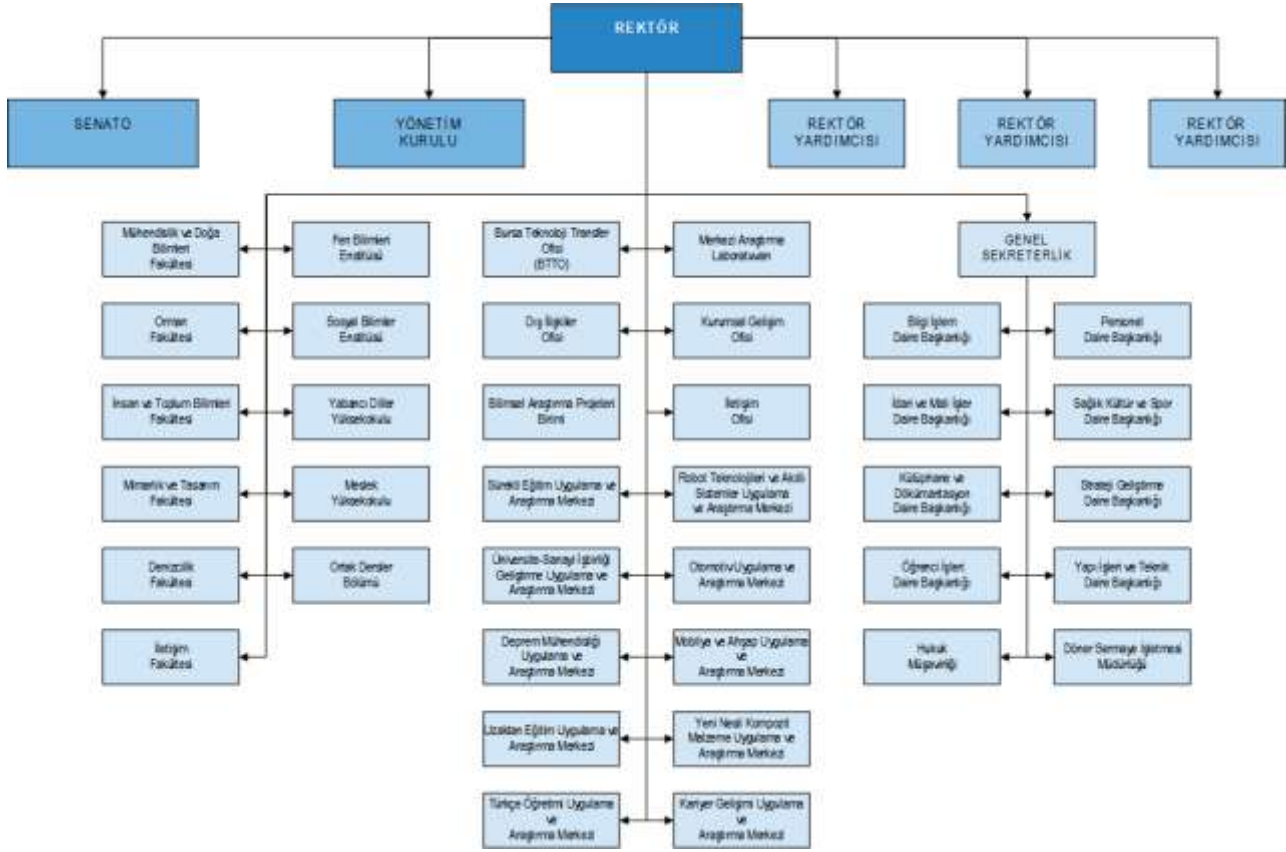 REKTÖR
SENATO
YÖNETİM
KURULU
REKTÖR
YARDIMCISI
REKTÖR
YARDIMCISI
REKTÖR
YARDIMCISI
Mühendislik ve Doğa
Bilimleri
Fakültesi
Fen Bilimleri
Enstitüsü
Bursa Teknoloji Transfer
Ofisi
(BTTO)
Merkezi Araştırma
Laboratuvarı
GENEL
SEKRETERLİK
Orman
Fakültesi
Sosyal Bilimler
Enstitüsü
Dış İlişkiler
Ofisi
Kurumsal Gelişim
Ofisi
Bilgi İşlem
Daire Başkanlığı
Personel
Daire Başkanlığı
İnsan ve Toplum Bilimleri
Fakültesi
Yabancı Diller
Yüksekokulu
Bilimsel Araştırma Projeleri
Birimi
İletişim
Ofisi
İdari ve Mali İşler
Daire Başkanlığı
Sağlık Kültür ve Spor
Daire Başkanlığı
Mimarlık ve Tasarım
Fakültesi
Meslek
Yüksekokulu
Sürekli Eğitim Uygulama ve
Araştırma Merkezi
Robot Teknolojileri ve Akıllı
Sistemler Uygulama
ve Araştırma Merkezi
Kütüphane ve
Dökümantasyon
Daire Başkanlığı
Strateji Geliştirme
Daire Başkanlığı
Denizcilik
Fakültesi
Ortak Dersler
Bölümü
Üniversite-Sanayi İşbirliği
Geliştirme Uygulama ve
Araştırma Merkezi
Otomotiv Uygulama ve
Araştırma Merkezi
Öğrenci İşleri
Daire Başkanlığı
Yapı İşleri ve Teknik
Daire Başkanlığı
İletişim
Fakültesi
Deprem Mühendisliği
Uygulama ve
Araştırma Merkezi
Mobilya ve Ahşap Uygulama
ve
Araştırma Merkezi
Hukuk
Müşavirliği
Döner Sermaye İşletmesi
Müdürlüğü
Uzaktan Eğitim Uygulama ve
Araştırma Merkezi
Yeni Nesil Kompozit
Malzeme Uygulama ve
Araştırma Merkezi
Türkçe Öğretimi Uygulama
ve
Araştırma Merkezi
Kariyer Gelişimi Uygulama
ve
Araştırma Merkezi